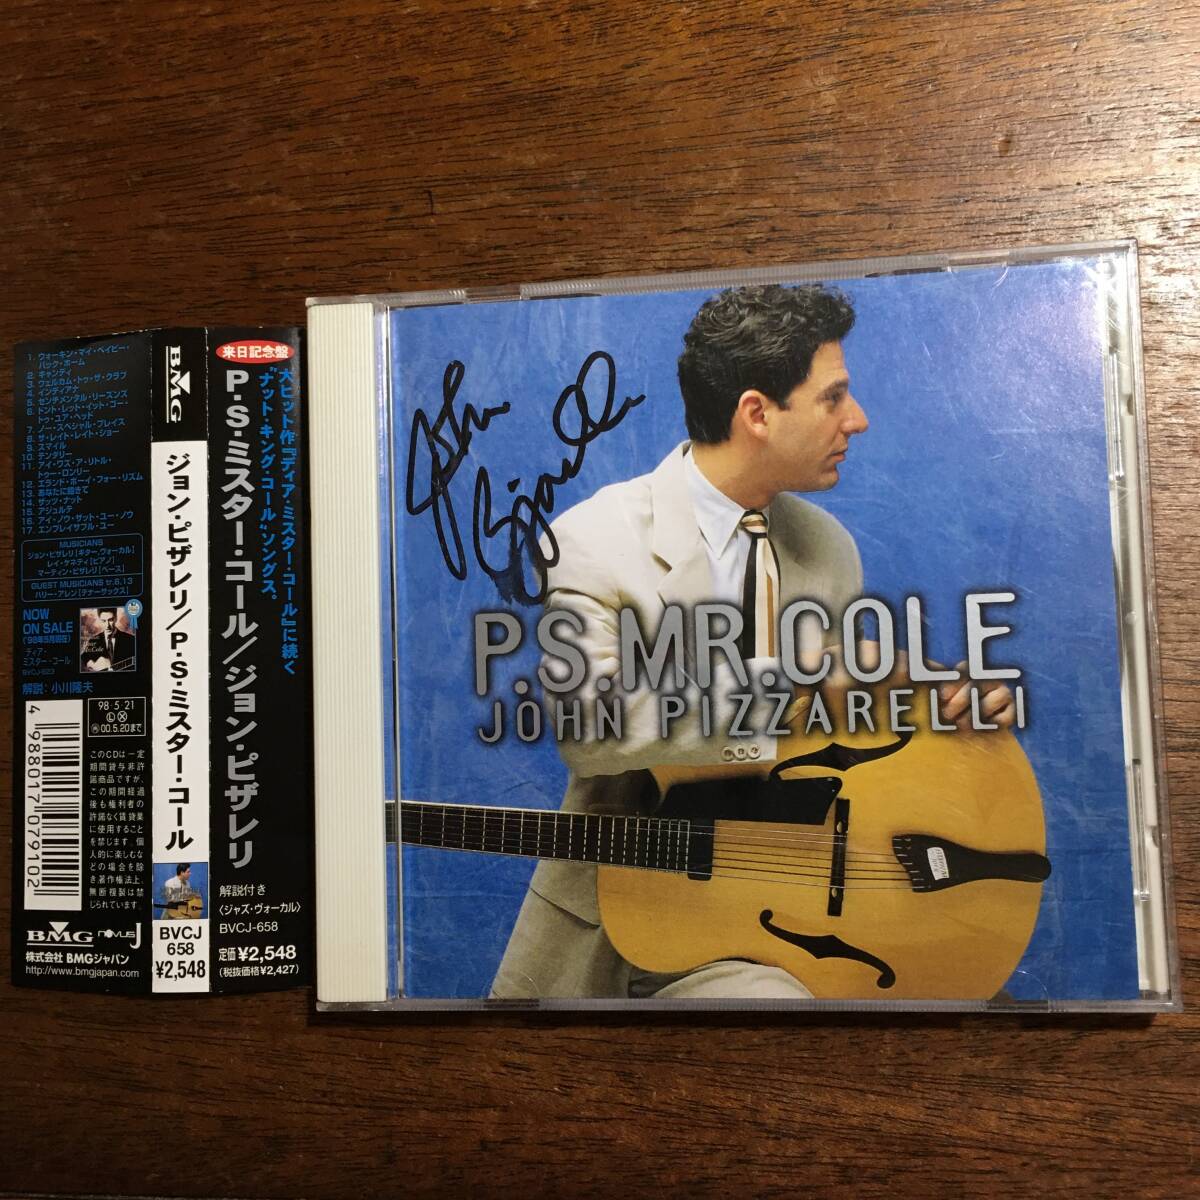 1. ウォーキン・マイ・ベイビー・
バック・ホーム
2. キャンディ
3. ウェルカム・トゥ・ザ・クラブ
4. インディアナ
5. センチメンタル・リーズンズ
6. ドント・レット・イット・ゴー・
トゥ・ユア・ヘッド
7. ノー・スペシャル・プレイス
8. ザ・レイト・レイト・ショー
9. スマイル
10. テンダリー
11. アイ・ワズ・ア・リトル・
トゥー・ロンリー
12. エランド・ボーイ・フォー・リズム
13. あなたに飽きて
14. ザッツ・ナット
15. アジュルテ
16. アイ・ノウ・ザット・ユー・ノウ
17. エンブレイサブル・ユー
MUSICIANS
ジョン・ピザレリ[ギター、ヴォーカル]
レイ・ケネディ[ピアノ]
マーティン・ピザレリ[ベース]
GUEST MUSICIANS tr.8,13
ハリー・アレン[テナーサックス]
NOW
ON SALE
('98年5月現在)
ディア・
ミスター・コール
BVCJ-623
解説:小川隆夫
4988017079102
98・5・21
Ⓛ Ⓧ
00.5.20まで
このCDは一定
期間貸与非許
諾商品ですが、
この期間経過
後も権利者の
許諾なく賃貸業
に使用すること
を禁じます。個
人的に楽しむな
どの場合を除
き著作権法上、
無断複製は禁
じられています。
BMG novus J
株式会社 BMGジャパン
http://www.bmgjapan.com
BMG
ジョン・ピザレリ/P.S.ミスター・コール
BVCJ
658
¥2,548
来日記念盤
大ヒット作『ディア・ミスター・コール』に続く
"ナット・キング・コール"ソングス。
P.S.ミスター・コール/ジョン・ピザレリ
解説付き
〈ジャズ・ヴォーカル〉
BVCJ-658
定価¥2,548
(税抜価格¥2,427)
John Pizzarelli
P.S. MR. COLE
JOHN PIZZARELLI